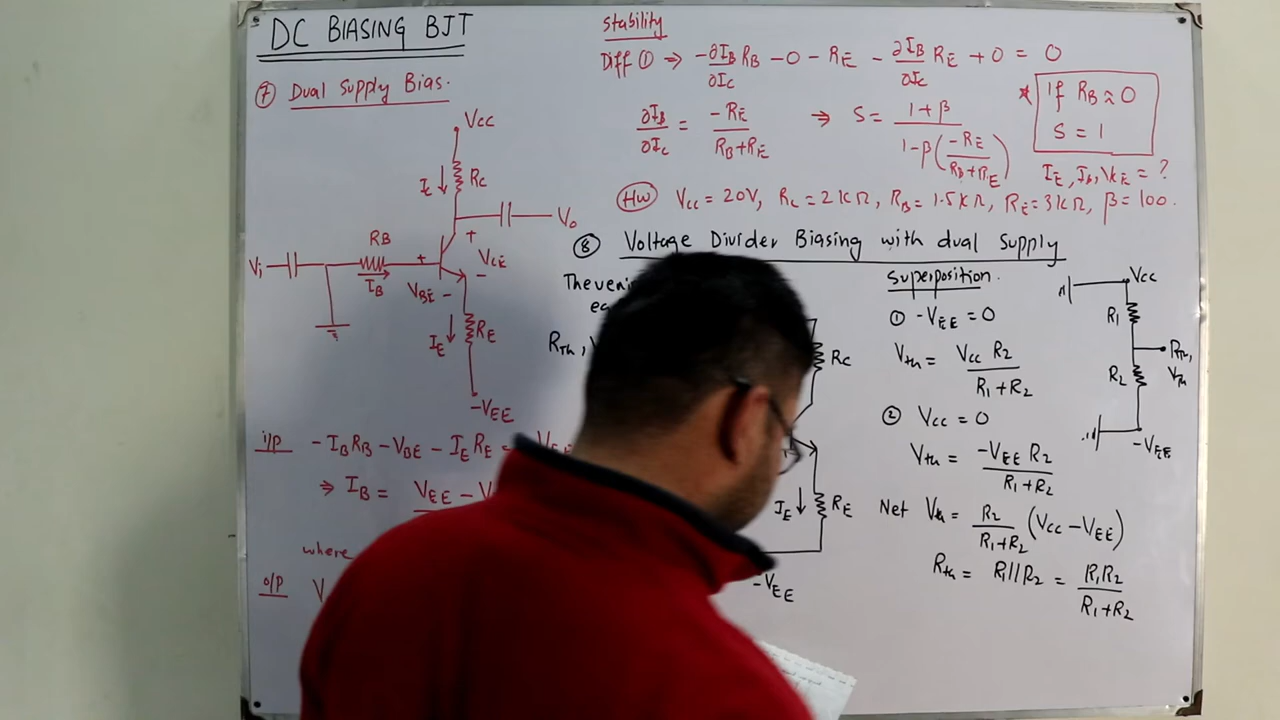 DC BIASING BJT
⑦ Dual Supply Bias.
Vcc
Ic ↓ Rc
Vo
RB
Vi
IB
+
+
VCE
-
VBE -
IE ↓ RE
-VEE
i/p -IB RB - VBE - IE RE
⇒ IB = VEE - V
where
o/p V
Stability
Diff ① ⇒ -∂IB/∂Ic RB - 0 - RE - ∂IB/∂Ic RE + 0 = 0
∂IB/∂Ic = -RE/(RB+RE) ⇒ S = (1+β)/(1-β(-RE/(RB+RE)))
* If RB ≈ 0
S = 1
IE, IB, VCE = ?
HW Vcc = 20V, Rc = 2KΩ, RB = 1.5KΩ, RE = 3KΩ, β = 100.
⑧ Voltage Divider Biasing with dual Supply
RTh
Rc
IE ↓ RE
-VEE
Superposition.
① -VEE = 0
Vth = Vcc R2/(R1+R2)
② Vcc = 0
Vth = -VEE R2/(R1+R2)
Net Vth = R2/(R1+R2) (Vcc - VEE)
Rth = R1//R2 = R1R2/(R1+R2)
Vcc
R1
Rth,
Vth
R2
-VEE